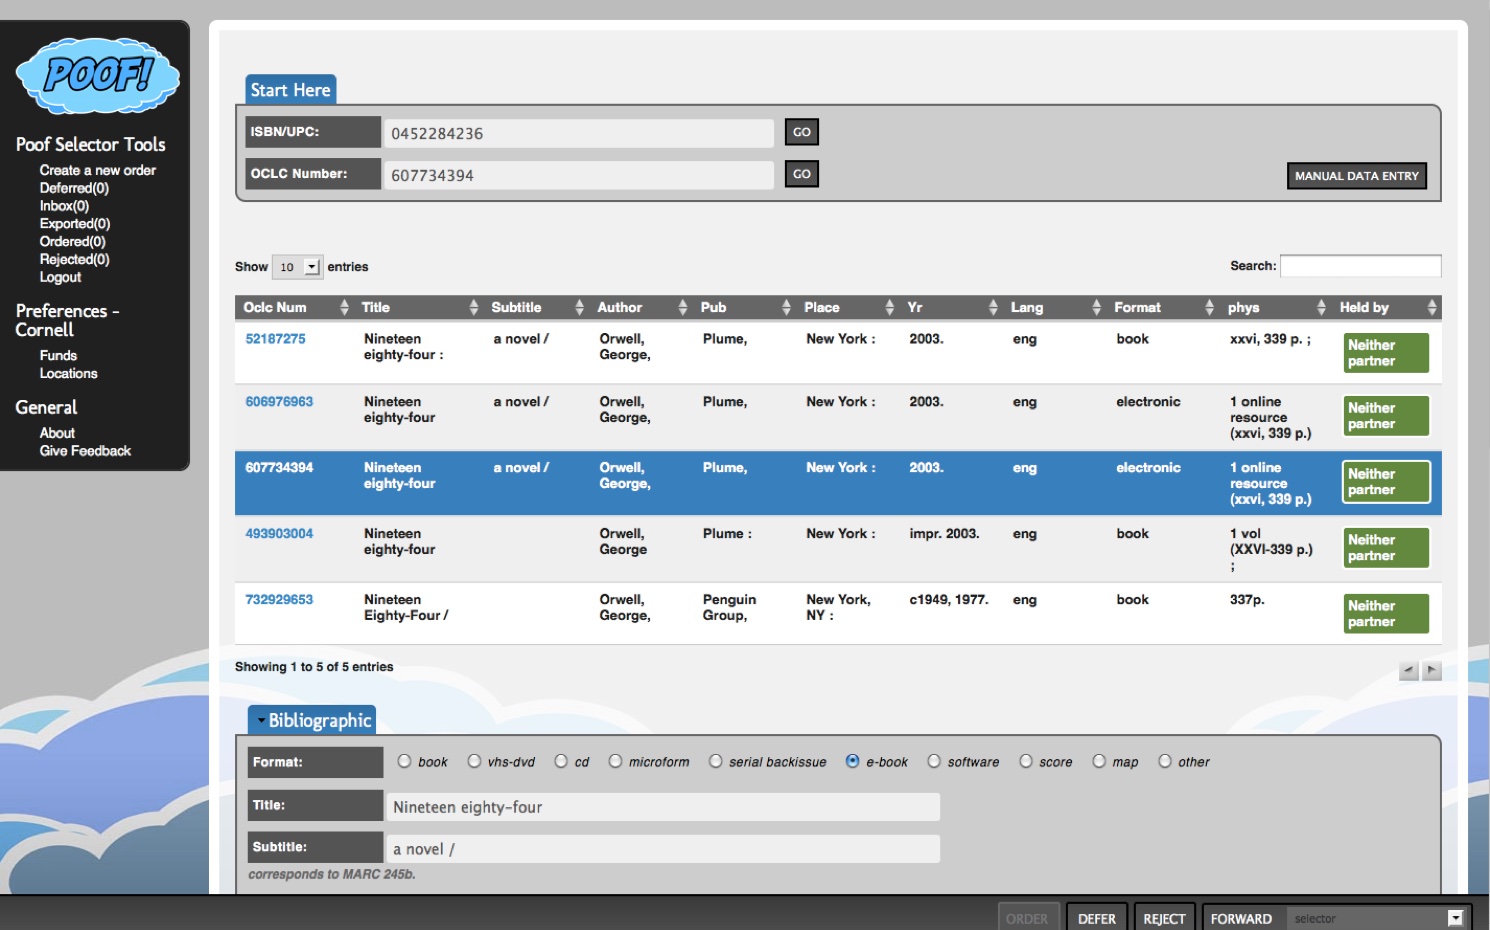 POOF!
Poof Selector Tools
Create a new order
Deferred(0)
Inbox(0)
Exported(0)
Ordered(0)
Rejected(0)
Logout
Preferences -
Cornell
Funds
Locations
General
About
Give Feedback
Start Here
ISBN/UPC: 0452284236 GO
OCLC Number: 607734394 GO
MANUAL DATA ENTRY
Show 10 entries Search:
Oclc Num Title Subtitle Author Pub Place Yr Lang Format phys Held by
52187275 Nineteen a novel / Orwell, Plume, New York : 2003. eng book xxvi, 339 p. ; Neither
eighty-four : George, partner
606976963 Nineteen a novel / Orwell, Plume, New York : 2003. eng electronic 1 online Neither
eighty-four George, resource partner
(xxvi, 339 p.)
607734394 Nineteen a novel / Orwell, Plume, New York : 2003. eng electronic 1 online Neither
eighty-four George, resource partner
(xxvi, 339 p.)
493903004 Nineteen Orwell, Plume : New York : impr. 2003. eng book 1 vol Neither
eighty-four George (XXVI-339 p.) partner
;
732929653 Nineteen Orwell, Penguin New York, c1949, 1977. eng book 337p. Neither
Eighty-Four / George, Group, NY : partner
Showing 1 to 5 of 5 entries
Bibliographic
Format: book vhs-dvd cd microform serial backissue e-book software score map other
Title: Nineteen eighty-four
Subtitle: a novel /
corresponds to MARC 245b.
ORDER DEFER REJECT FORWARD selector